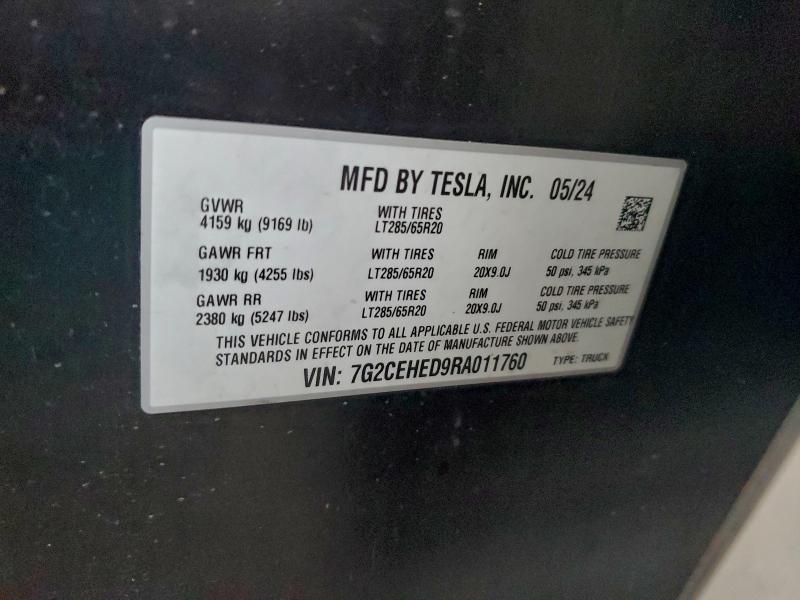 MFD BY TESLA, INC. 05/24
GVWR
4159 kg (9169 lb)
WITH TIRES
LT285/65R20
GAWR FRT WITH TIRES RIM COLD TIRE PRESSURE
1930 kg (4255 lbs) LT285/65R20 20X9.0J 50 psi, 345 kPa
GAWR RR WITH TIRES RIM COLD TIRE PRESSURE
2380 kg (5247 lbs) LT285/65R20 20X9.0J 50 psi, 345 kPa
THIS VEHICLE CONFORMS TO ALL APPLICABLE U.S. FEDERAL MOTOR VEHICLE SAFETY
STANDARDS IN EFFECT ON THE DATE OF MANUFACTURE SHOWN ABOVE.
VIN: 7G2CEHED9RA011760 TYPE: TRUCK